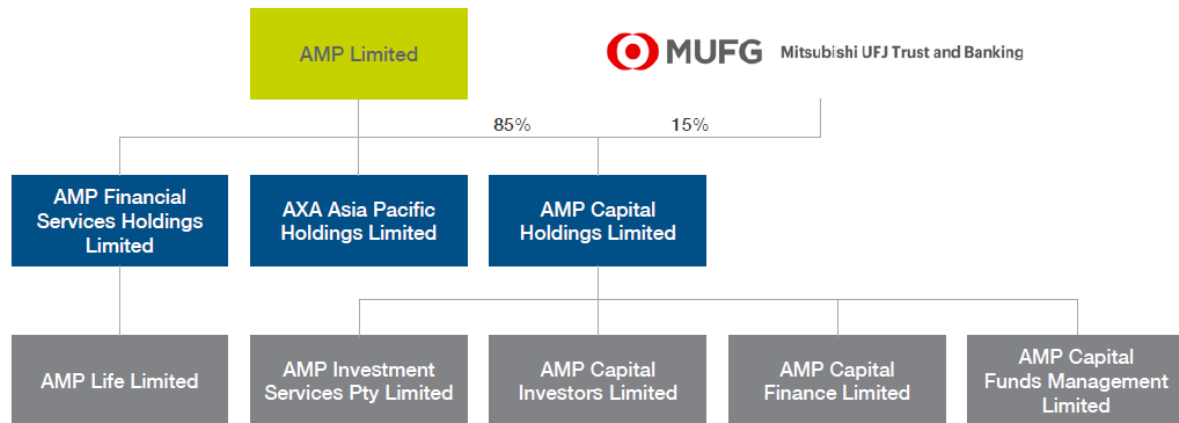 AMP Limited
MUFG Mitsubishi UFJ Trust and Banking
85%
15%
AMP Financial
Services Holdings
Limited
AXA Asia Pacific
Holdings Limited
AMP Capital
Holdings Limited
AMP Life Limited
AMP Investment
Services Pty Limited
AMP Capital
Investors Limited
AMP Capital
Finance Limited
AMP Capital
Funds Management
Limited